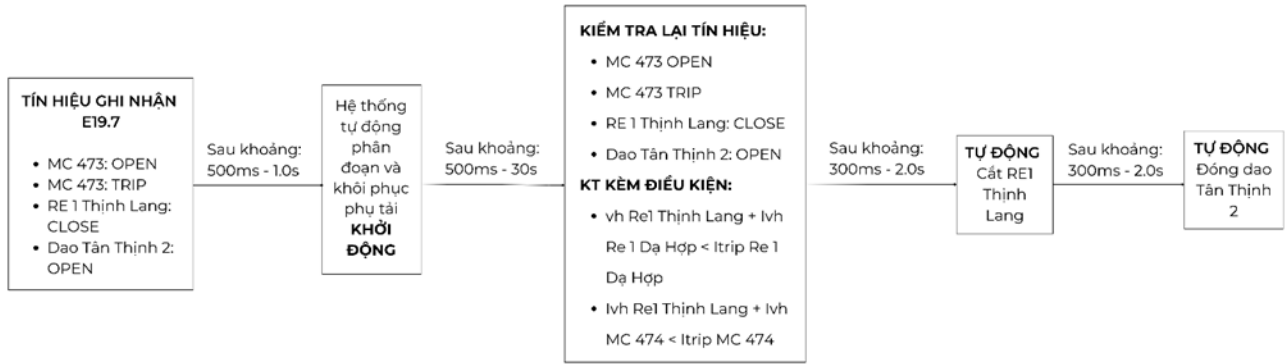 TÍN HIỆU GHI NHẬN
E19.7
• MC 473: OPEN
• MC 473: TRIP
• RE 1 Thịnh Lang:
CLOSE
• Dao Tân Thịnh 2:
OPEN
Sau khoảng:
500ms - 1.0s
Hệ thống
tự động
phân
đoạn và
khôi phục
phụ tải
KHỞI
ĐỘNG
Sau khoảng:
500ms - 30s
KIỂM TRA LẠI TÍN HIỆU:
• MC 473 OPEN
• MC 473 TRIP
• RE 1 Thịnh Lang: CLOSE
• Dao Tân Thịnh 2: OPEN
KT KÈM ĐIỀU KIỆN:
• vh Re1 Thịnh Lang + Ivh
Re 1 Dạ Hợp < Itrip Re 1
Dạ Hợp
• Ivh Re1 Thịnh Lang + Ivh
MC 474 < Itrip MC 474
Sau khoảng:
300ms - 2.0s
TỰ ĐỘNG
Cắt RE1
Thịnh
Lang
Sau khoảng:
300ms - 2.0s
TỰ ĐỘNG
Đóng dao
Tân Thịnh
2